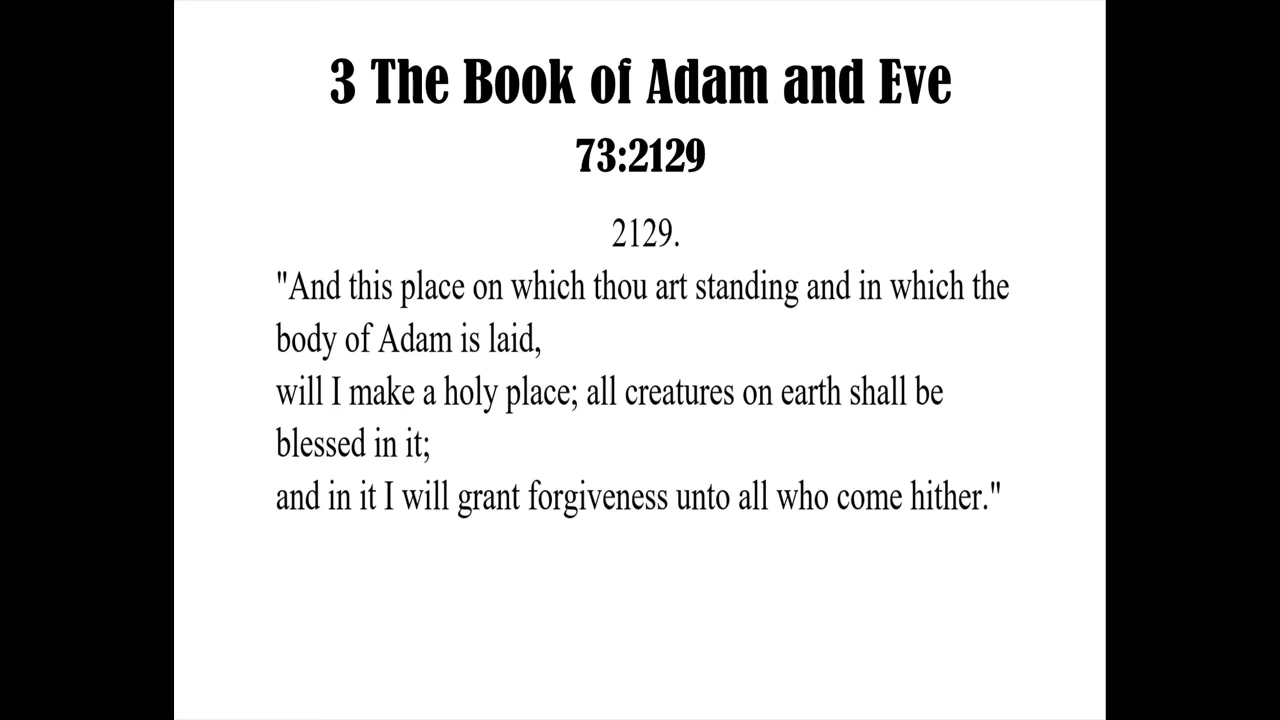 3 The Book of Adam and Eve
73:2129
2129.
"And this place on which thou art standing and in which the
body of Adam is laid,
will I make a holy place; all creatures on earth shall be
blessed in it;
and in it I will grant forgiveness unto all who come hither."